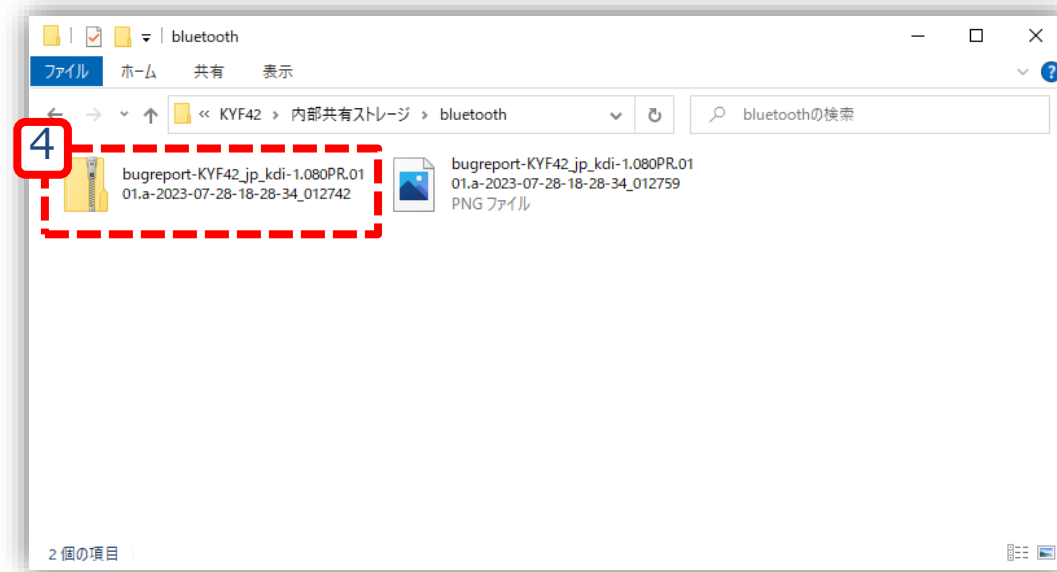 bluetooth
ファイル ホーム 共有 表示
« KYF42 › 内部共有ストレージ › bluetooth
bluetoothの検索
4
bugreport-KYF42_jp_kdi-1.080PR.01
01.a-2023-07-28-18-28-34_012742
bugreport-KYF42_jp_kdi-1.080PR.01
01.a-2023-07-28-18-28-34_012759
PNG ファイル
2 個の項目